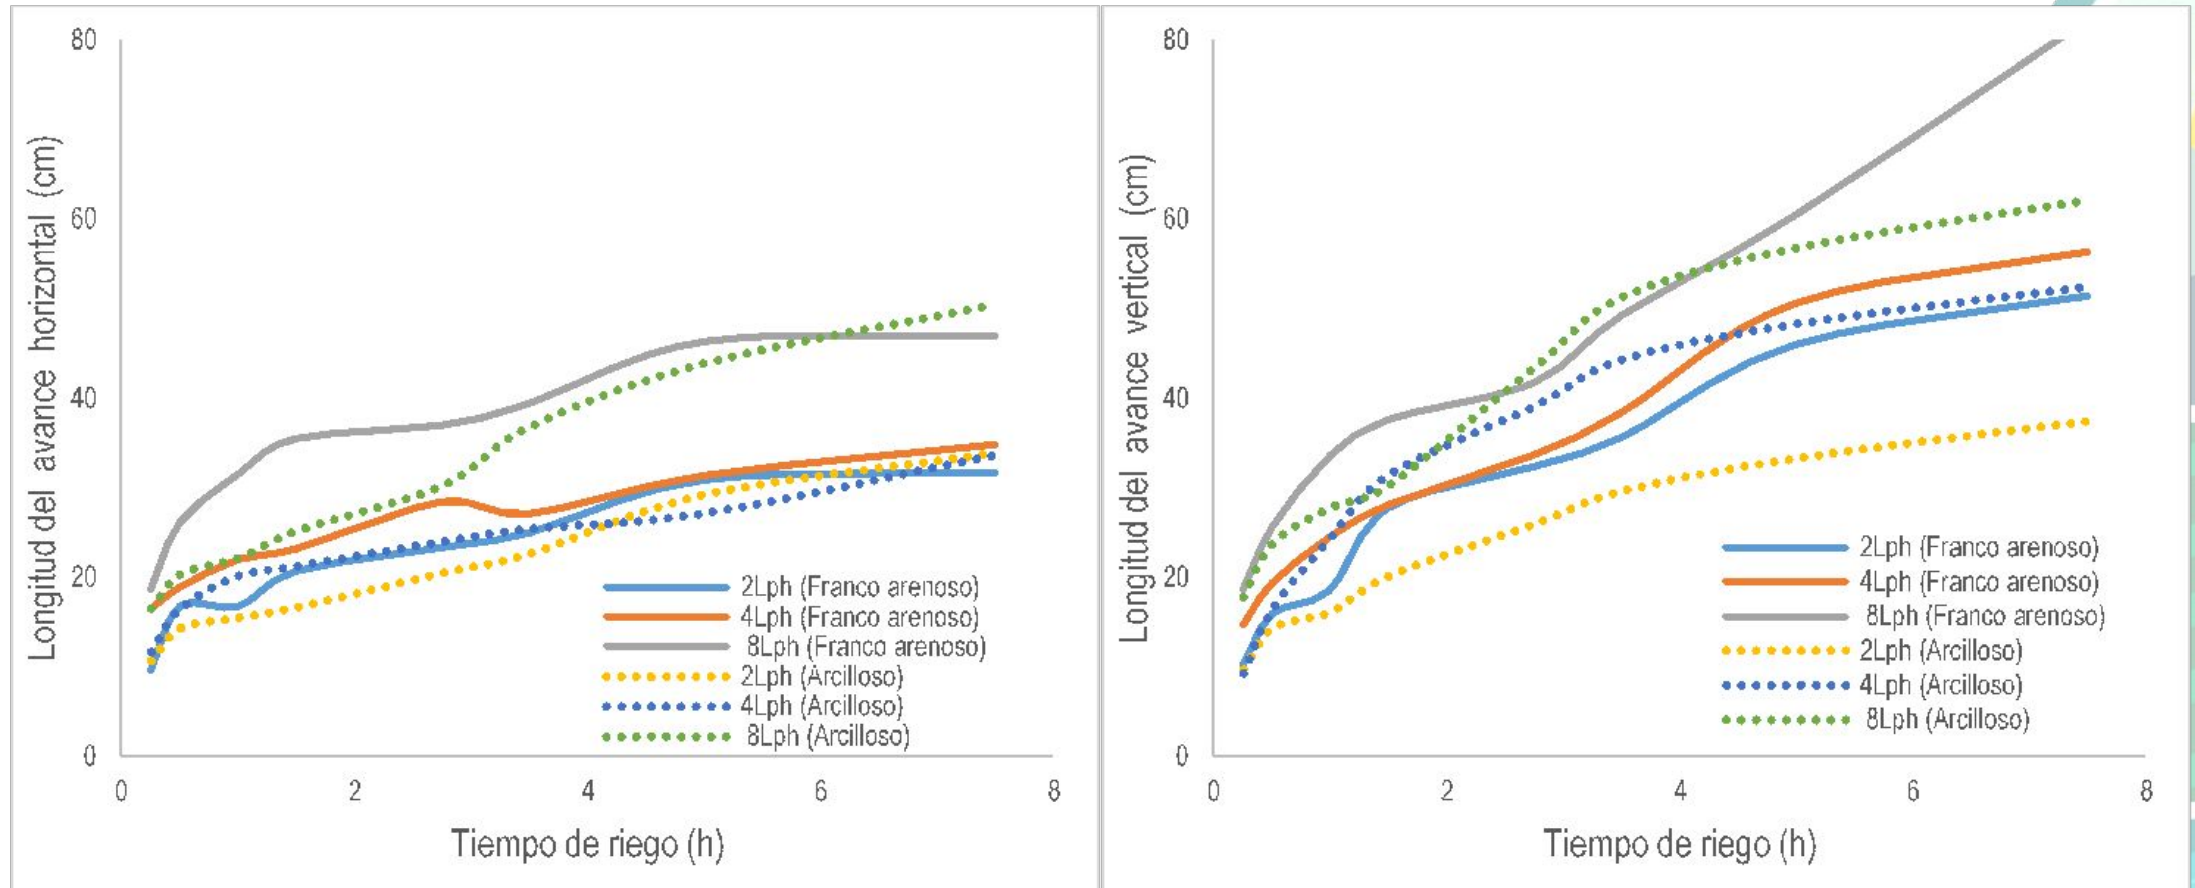 Longitud del avance horizontal (cm)
80
60
40
20
0
2Lph (Franco arenoso)
4Lph (Franco arenoso)
8Lph (Franco arenoso)
2Lph (Arcilloso)
4Lph (Arcilloso)
8Lph (Arcilloso)
0 2 4 6 8
Tiempo de riego (h)
Longitud del avance vertical (cm)
80
60
40
20
0
2Lph (Franco arenoso)
4Lph (Franco arenoso)
8Lph (Franco arenoso)
2Lph (Arcilloso)
4Lph (Arcilloso)
8Lph (Arcilloso)
0 2 4 6 8
Tiempo de riego (h)